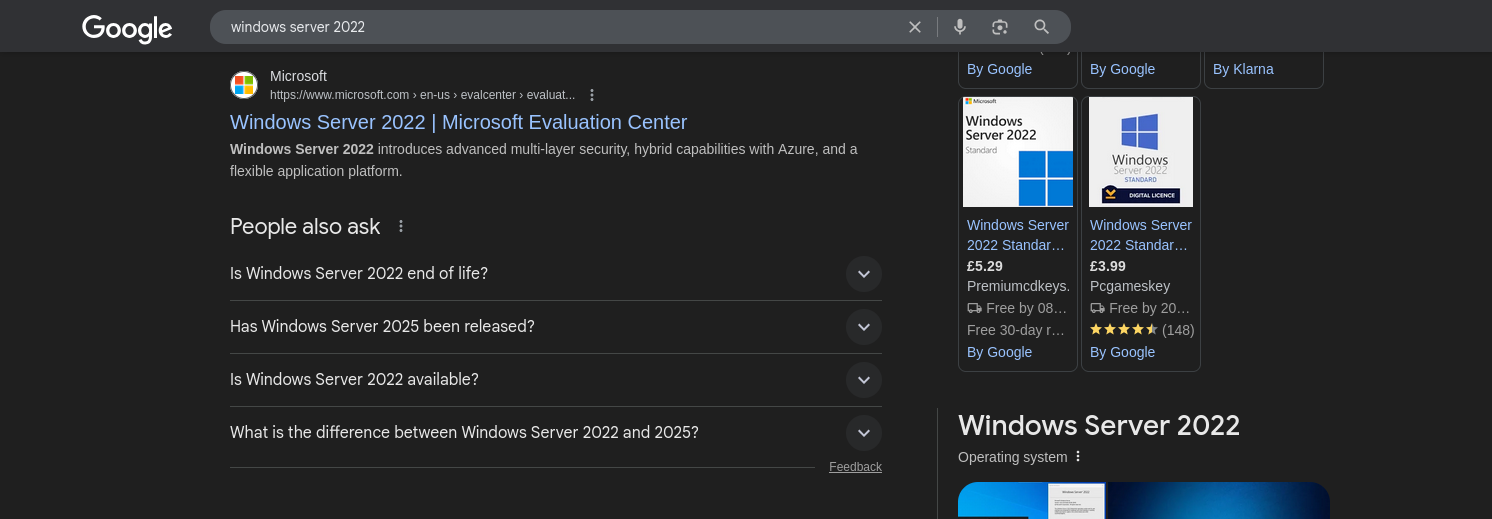 Google
windows server 2022
Microsoft
https://www.microsoft.com › en-us › evalcenter › evaluat...
Windows Server 2022 | Microsoft Evaluation Center
Windows Server 2022 introduces advanced multi-layer security, hybrid capabilities with Azure, and a
flexible application platform.
People also ask
Is Windows Server 2022 end of life?
Has Windows Server 2025 been released?
Is Windows Server 2022 available?
What is the difference between Windows Server 2022 and 2025?
Feedback
By Google
By Google
By Klarna
Microsoft
Windows
Server 2022
Standard
Windows Server
2022 Standar...
£5.29
Premiumcdkeys.
Free by 08...
Free 30-day r...
By Google
Windows
Server 2022
STANDARD
DIGITAL LICENCE
Windows Server
2022 Standar...
£3.99
Pcgameskey
Free by 20...
(148)
By Google
Windows Server 2022
Operating system